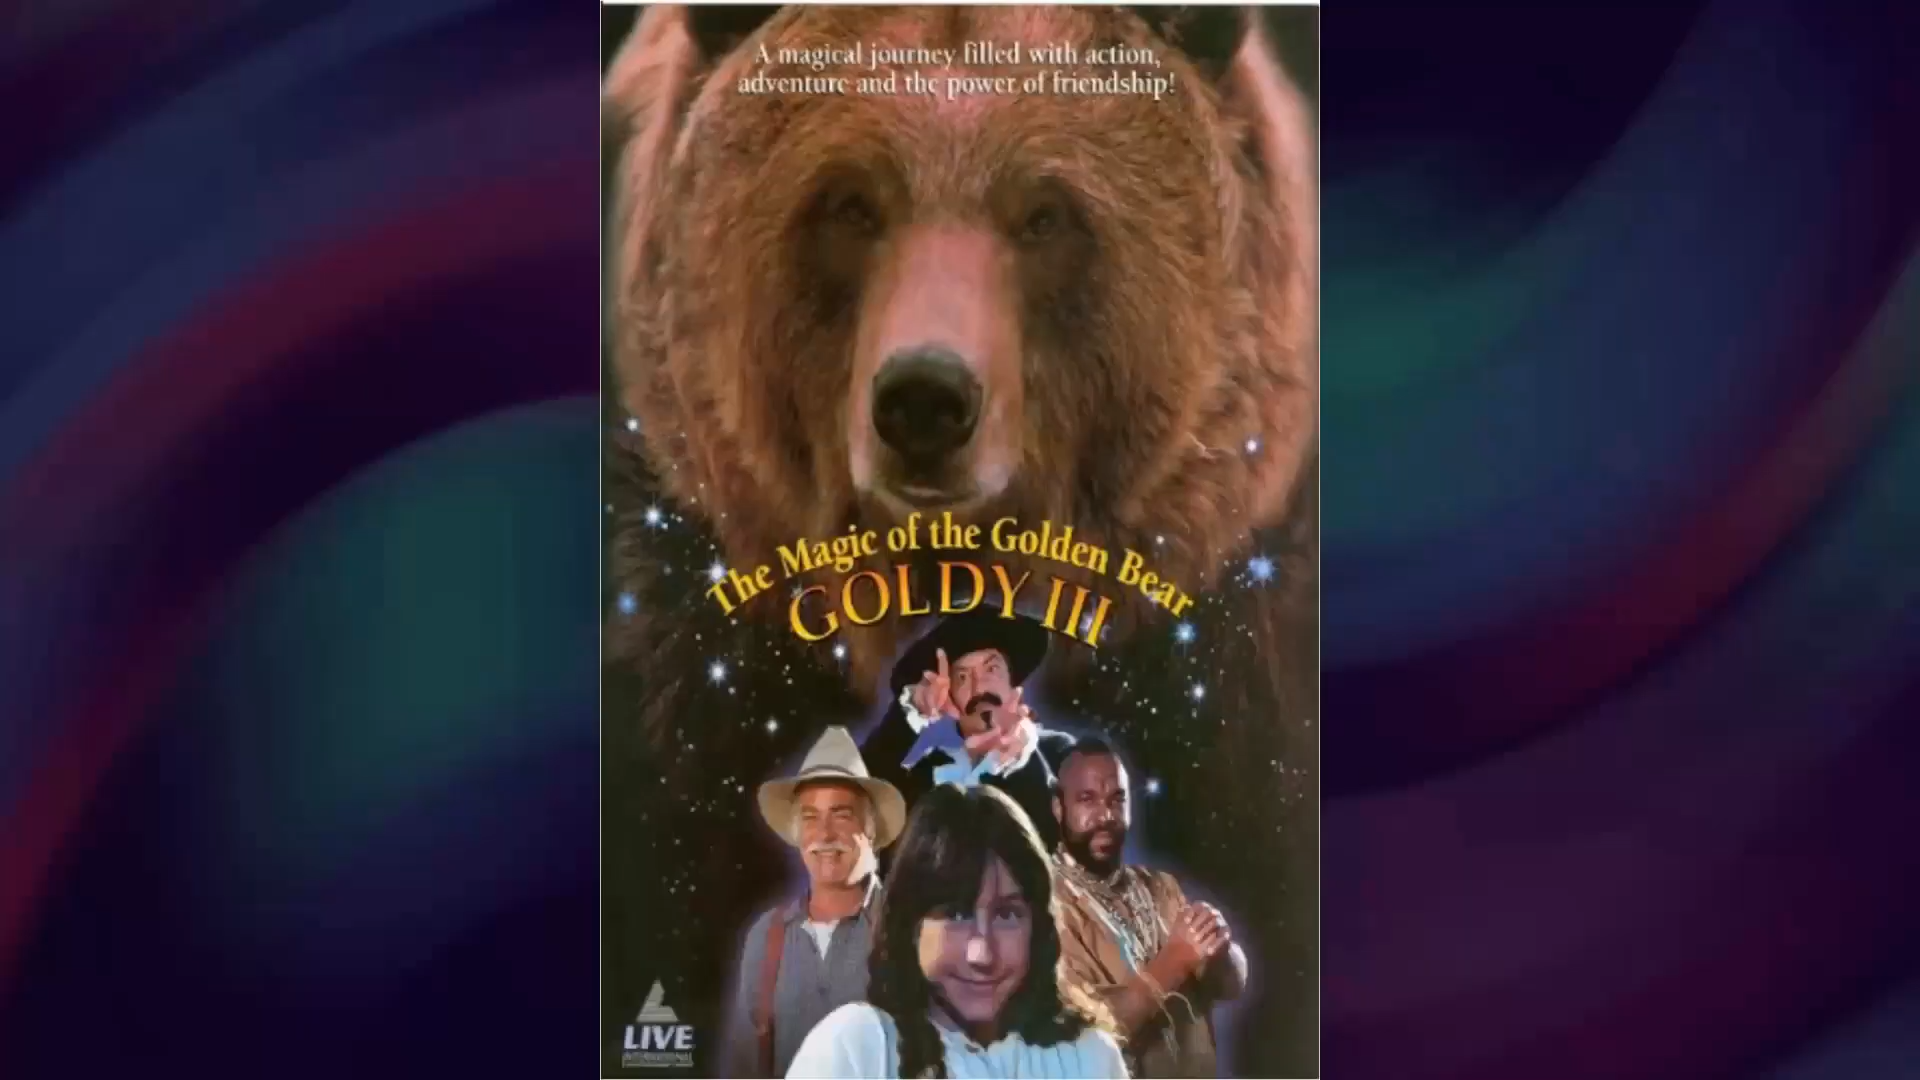 A magical journey filled with action,
adventure and the power of friendship!
The Magic of the Golden Bear
GOLDY III
LIVE
INTERNATIONAL